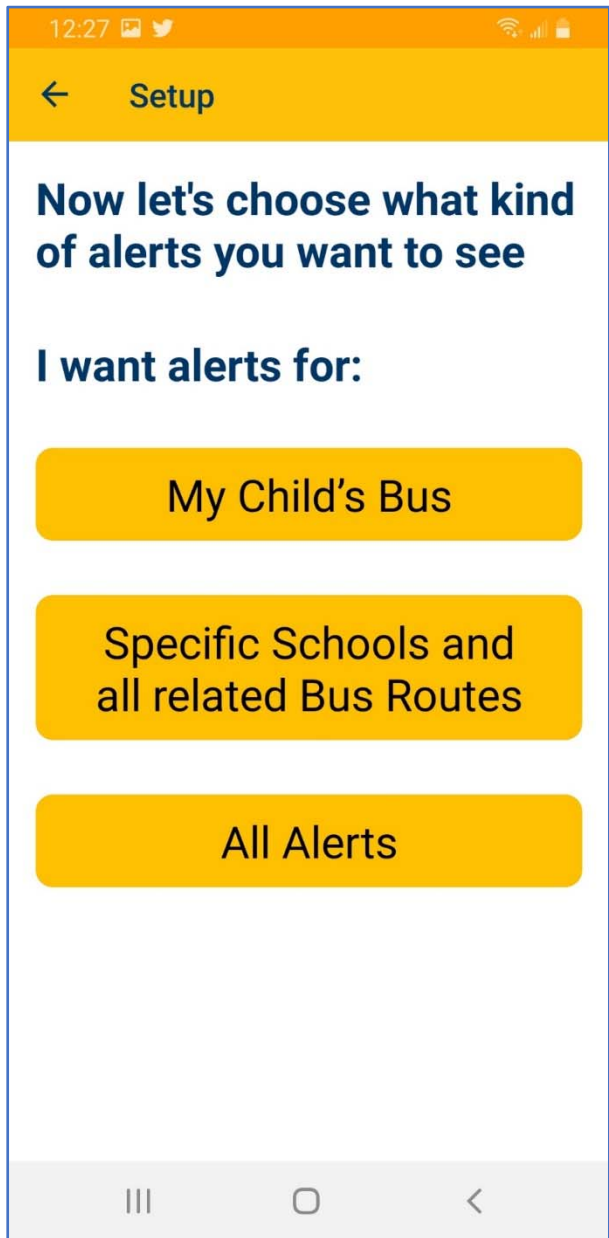 12:27
Setup
Now let's choose what kind
of alerts you want to see
I want alerts for:
My Child’s Bus
Specific Schools and
all related Bus Routes
All Alerts